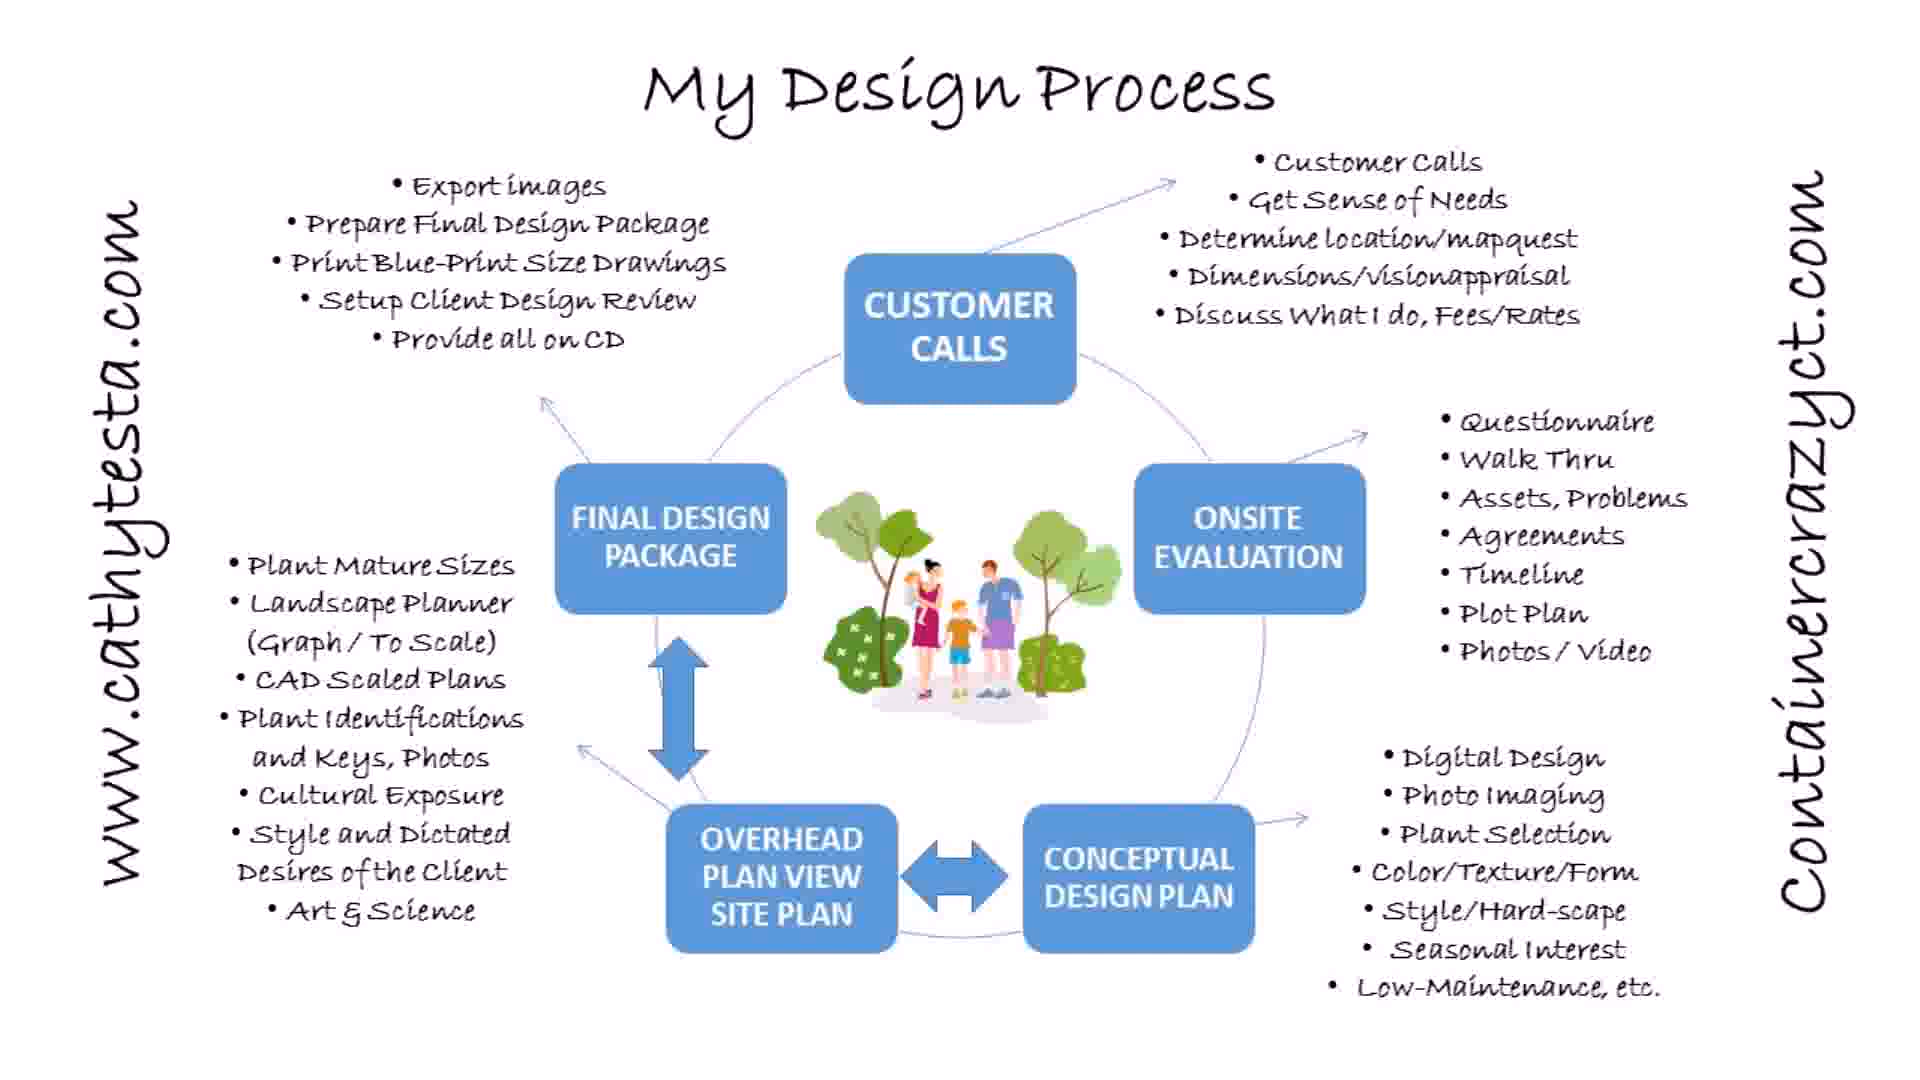 My Design Process
• Customer Calls
• Get Sense of Needs
• Determine location/mapquest
• Dimensions/visionappraisal
• Discuss What I do, Fees/Rates
• Export images
• Prepare Final Design Package
• Print Blue-Print Size Drawings
• Setup Client Design Review
• Provide all on CD
CUSTOMER
CALLS
ONSITE
EVALUATION
• Questionnaire
• Walk Thru
• Assets, Problems
• Agreements
• Timeline
• Plot Plan
• Photos / Video
FINAL DESIGN
PACKAGE
• Plant Mature Sizes
• Landscape Planner
(Graph / To Scale)
• CAD Scaled Plans
• Plant Identifications
and Keys, Photos
• Cultural Exposure
• Style and Dictated
Desires of the Client
• Art & Science
OVERHEAD
PLAN VIEW
SITE PLAN
CONCEPTUAL
DESIGN PLAN
• Digital Design
• Photo Imaging
• Plant Selection
• Color/Texture/Form
• Style/Hard-scape
• Seasonal Interest
• Low-Maintenance, etc.
www.cathytesta.com
Containercrazyct.com